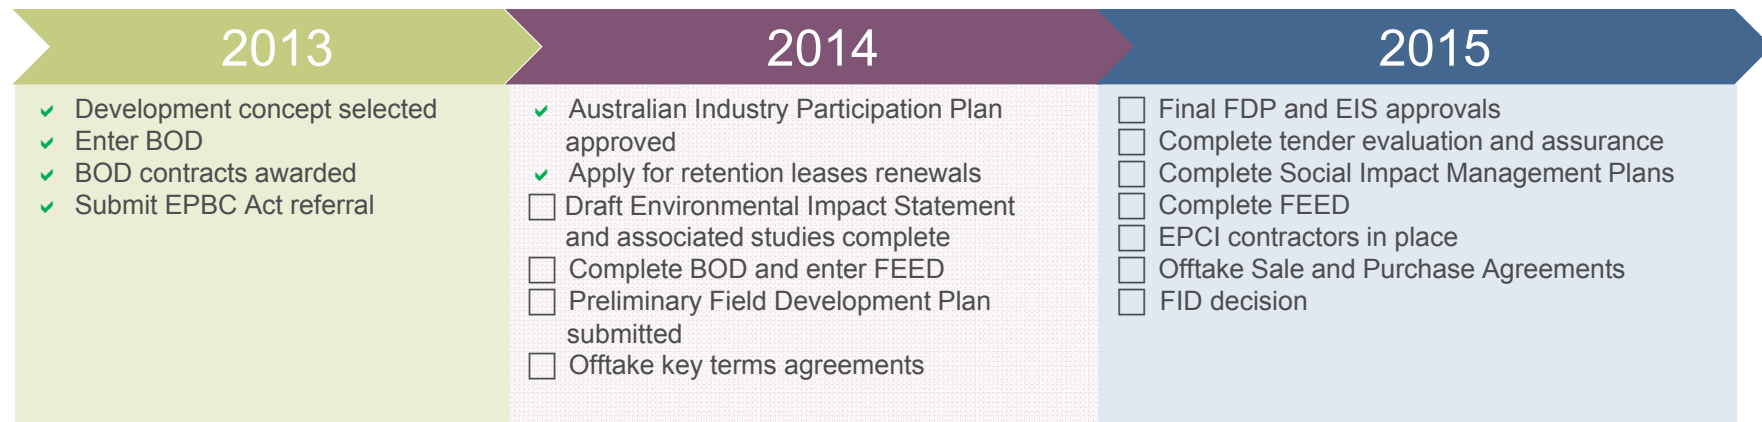 2013
Development concept selected
Enter BOD
BOD contracts awarded
Submit EPBC Act referral
2014
Australian Industry Participation Plan
approved
Apply for retention leases renewals
Draft Environmental Impact Statement
and associated studies complete
Complete BOD and enter FEED
Preliminary Field Development Plan
submitted
Offtake key terms agreements
2015
Final FDP and EIS approvals
Complete tender evaluation and assurance
Complete Social Impact Management Plans
Complete FEED
EPCI contractors in place
Offtake Sale and Purchase Agreements
FID decision